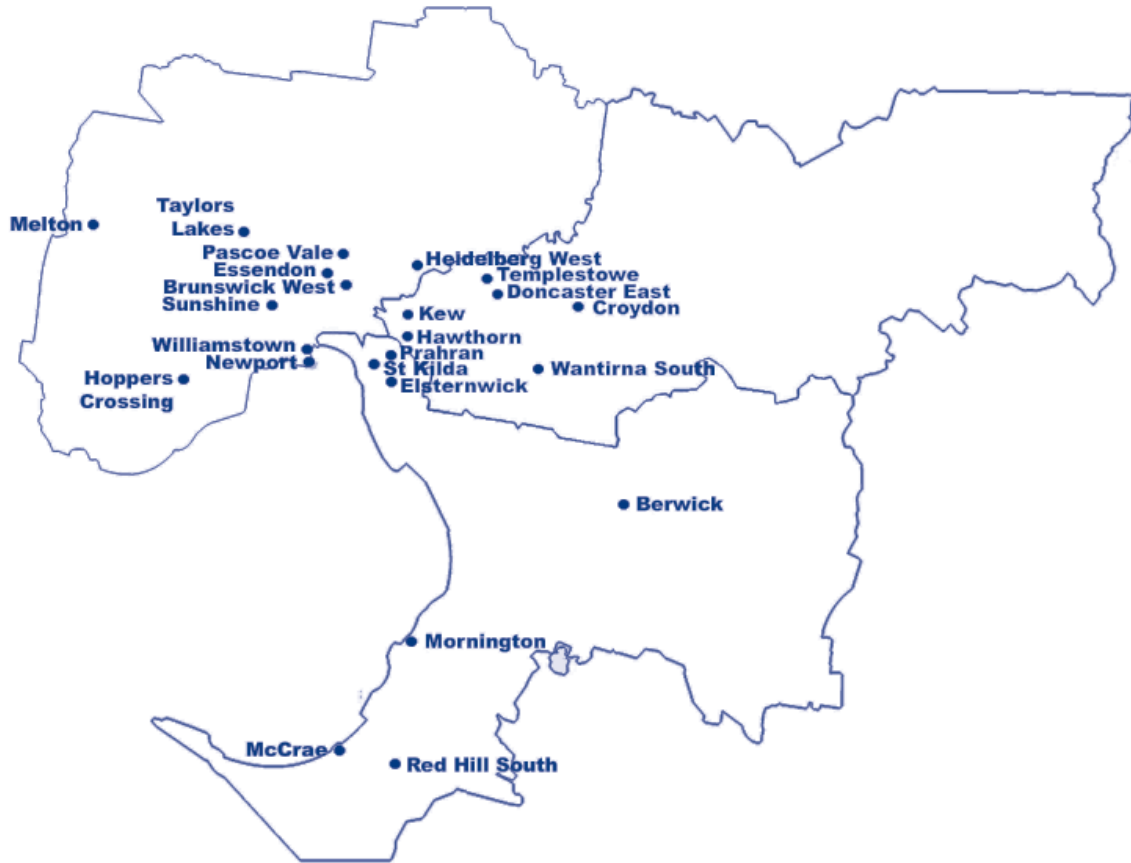 Taylors
Melton
Lakes
Pascoe Vale
Heidelberg West
Essendon
Templestowe
Brunswick West
Doncaster East
Sunshine
Croydon
Kew
Hawthorn
Williamstown
Prahran
Newport
St Kilda
Wantirna South
Hoppers
Crossing
Elsternwick
Berwick
Mornington
McCrae
Red Hill South